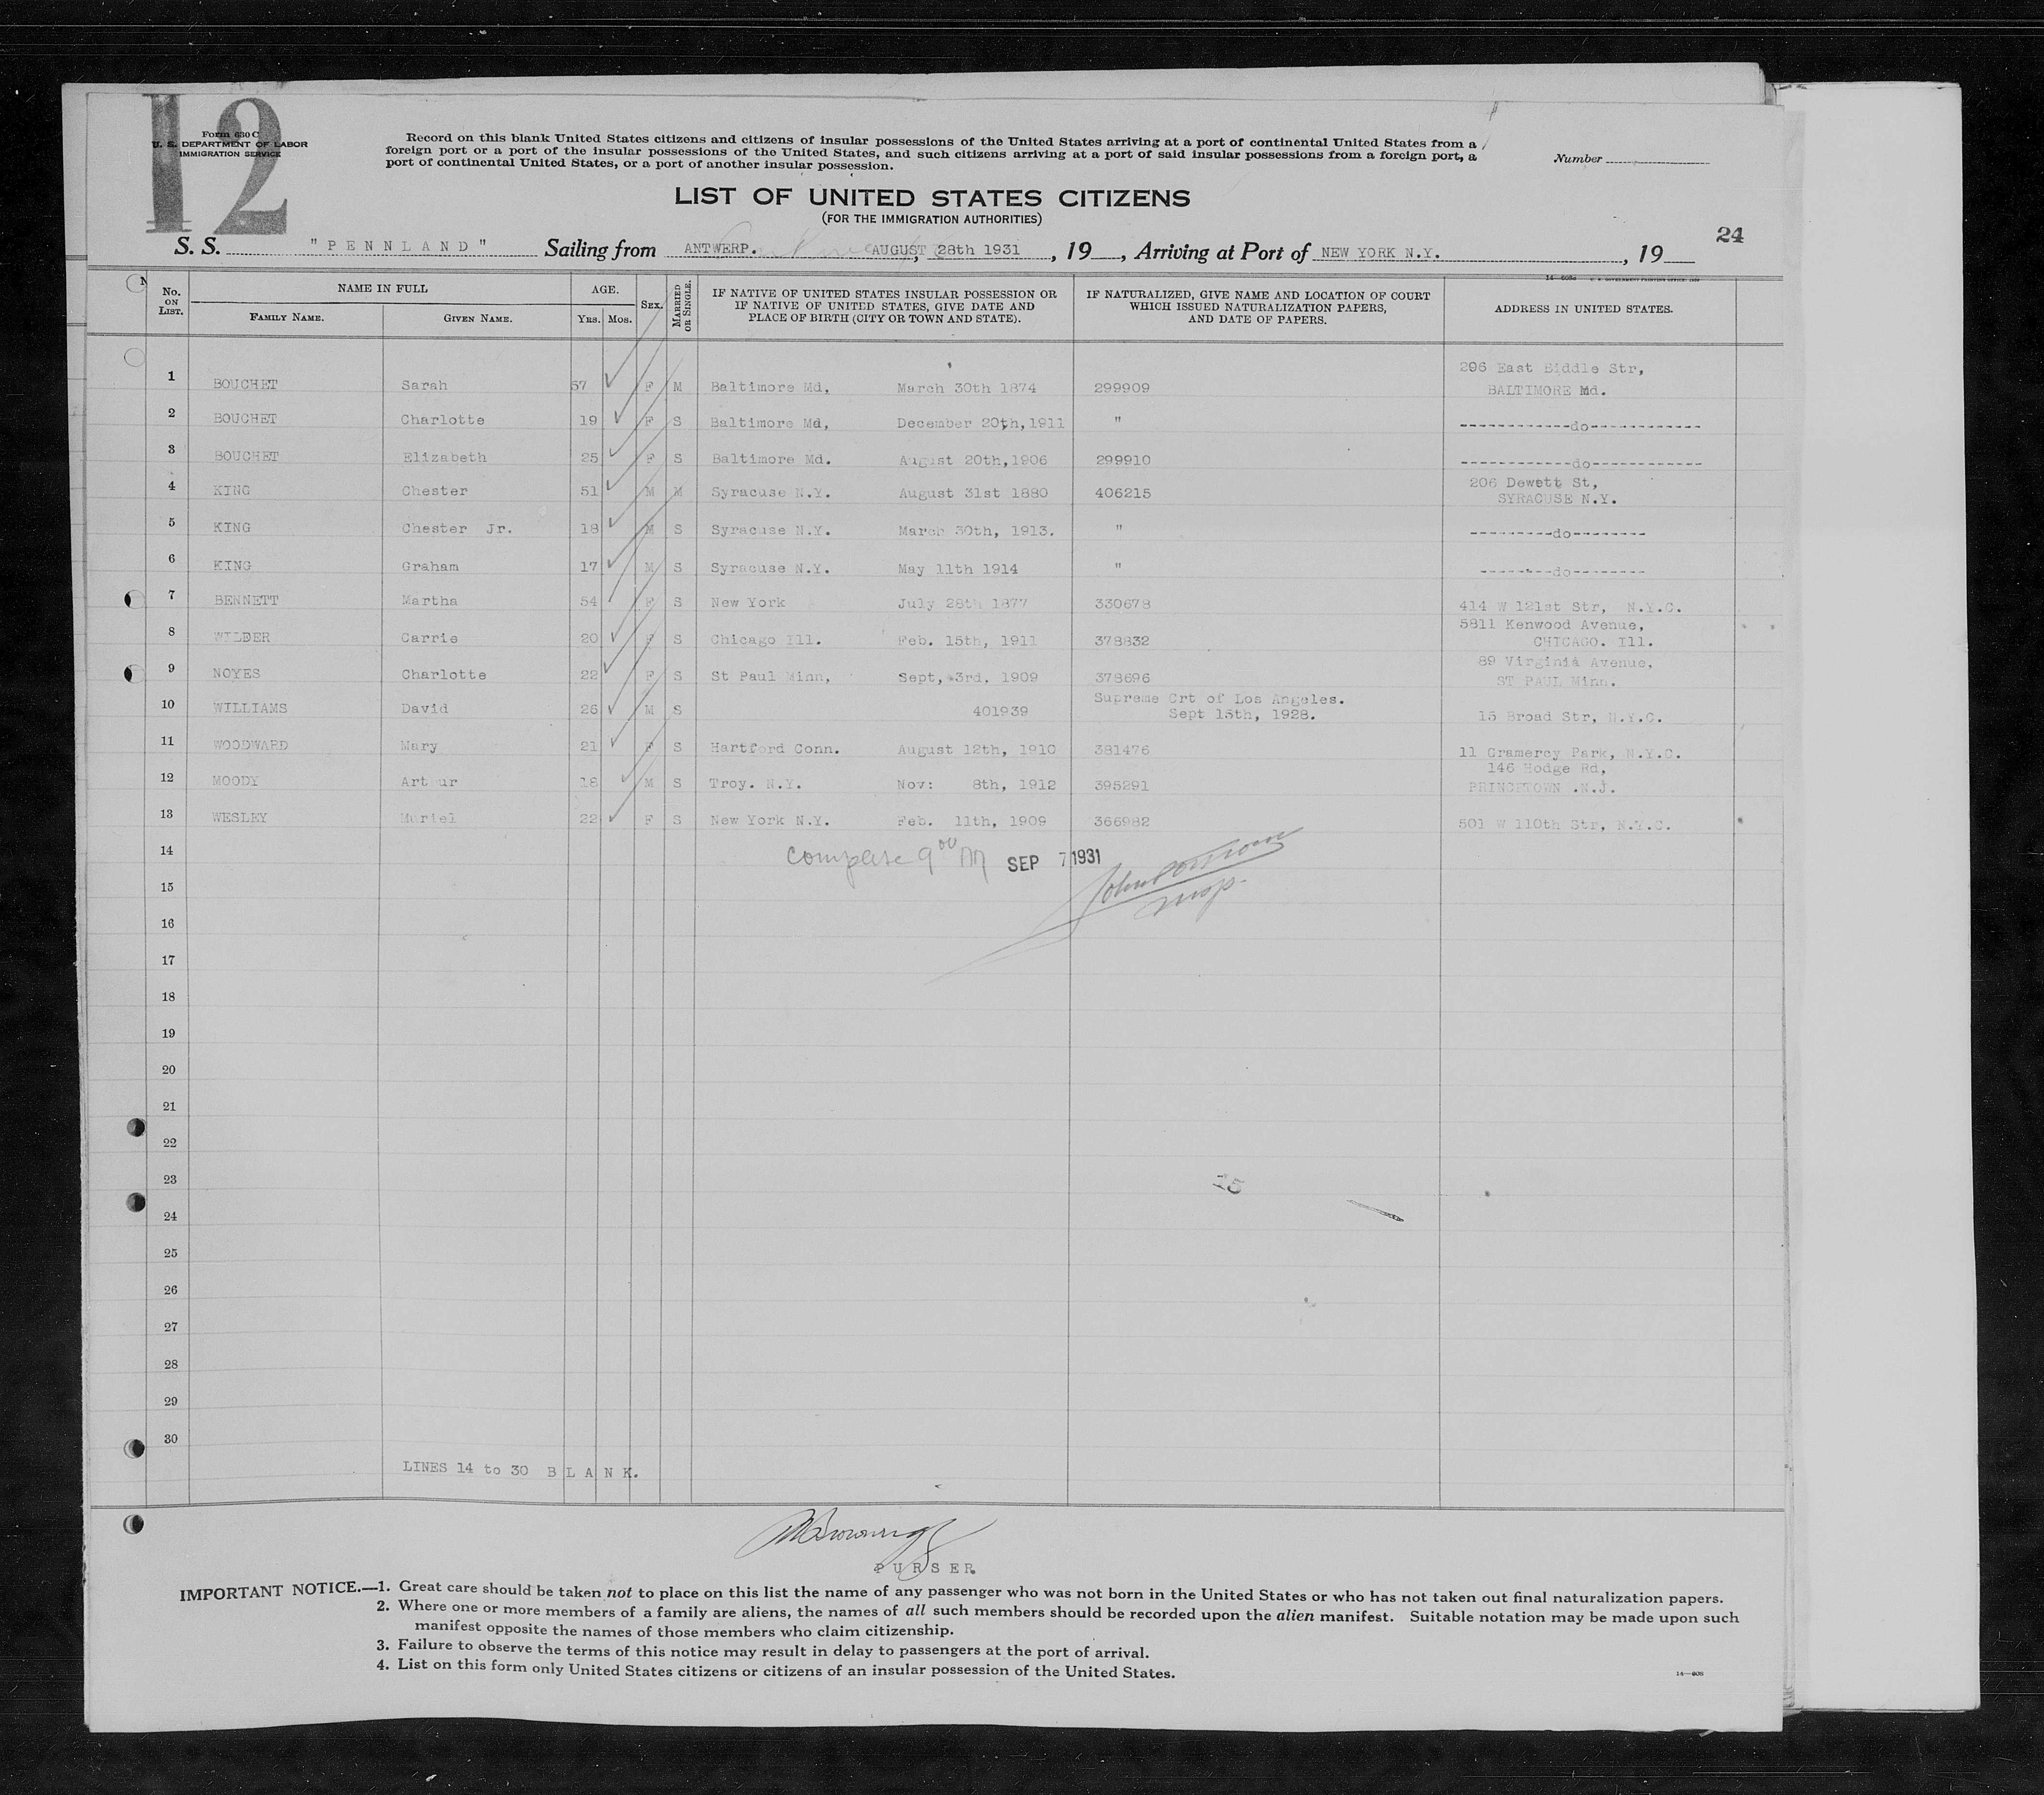 12
Form 630 C
U. S. DEPARTMENT OF LABOR
IMMIGRATION SERVICE
Record on this blank United States citizens and citizens of insular possessions of the United States arriving at a port of continental United States from a
foreign port or a port of the insular possessions of the United States, and such citizens arriving at a port of said insular possessions from a foreign port, a
port of continental United States, or a port of another insular possession.
Number
LIST OF UNITED STATES CITIZENS
(FOR THE IMMIGRATION AUTHORITIES)
24
S. S. "PENNLAND" Sailing from ANTWERP. AUGUST, 28th 1931, 19__, Arriving at Port of NEW YORK N.Y., 19__
No. ON LIST. NAME IN FULL FAMILY NAME. GIVEN NAME. AGE. YRS. MOS. SEX. MARRIED OR SINGLE. IF NATIVE OF UNITED STATES INSULAR POSSESSION OR IF NATIVE OF UNITED STATES, GIVE DATE AND PLACE OF BIRTH (CITY OR TOWN AND STATE). IF NATURALIZED, GIVE NAME AND LOCATION OF COURT WHICH ISSUED NATURALIZATION PAPERS, AND DATE OF PAPERS. ADDRESS IN UNITED STATES.
296 East Biddle Str,
1 BOUCHET Sarah 57 F M Baltimore Md, March 30th 1874 299909 BALTIMORE Md.
2 BOUCHET Charlotte 19 F S Baltimore Md, December 20th,1911 " ------------do------------
3 BOUCHET Elizabeth 25 F S Baltimore Md. August 20th,1906 299910 ------------do------------
206 Dewett St,
4 KING Chester 51 M M Syracuse N.Y. August 31st 1880 406215 SYRACUSE N.Y.
5 KING Chester Jr. 18 M S Syracuse N.Y. March 30th, 1913. " ---------do--------
6 KING Graham 17 M S Syracuse N.Y. May 11th 1914 " --------do--------
7 BENNETT Martha 54 F S New York July 28th 1877 330678 414 W 121st Str, N.Y.C.
5811 Kenwood Avenue,
8 WILDER Carrie 20 F S Chicago Ill. Feb. 15th, 1911 378832 CHICAGO. Ill.
89 Virginia Avenue,
9 NOYES Charlotte 22 F S St Paul Minn, Sept, 3rd. 1909 378696 ST PAUL Minn.
Supreme Crt of Los Angeles.
10 WILLIAMS David 26 M S 401939 Sept 15th, 1928. 15 Broad Str, N.Y.C.
11 WOODWARD Mary 21 F S Hartford Conn. August 12th, 1910 381476 11 Gramercy Park, N.Y.C.
146 Hodge Rd,
12 MOODY Art ur 18 M S Troy. N.Y. Nov: 8th, 1912 395291 PRINCETOWN .N.J.
13 WESLEY Muriel 22 F S New York N.Y. Feb. 11th, 1909 366982 501 W 110th Str, N.Y.C.
14
SEP 7 1931
15
Insp.
16
17
18
19
20
21
22
23
15
24
25
26
27
28
29
30
LINES 14 to 30 BLANK.
PURSER.
IMPORTANT NOTICE.—1. Great care should be taken not to place on this list the name of any passenger who was not born in the United States or who has not taken out final naturalization papers.
2. Where one or more members of a family are aliens, the names of all such members should be recorded upon the alien manifest. Suitable notation may be made upon such
manifest opposite the names of those members who claim citizenship.
3. Failure to observe the terms of this notice may result in delay to passengers at the port of arrival.
4. List on this form only United States citizens or citizens of an insular possession of the United States.
14—608